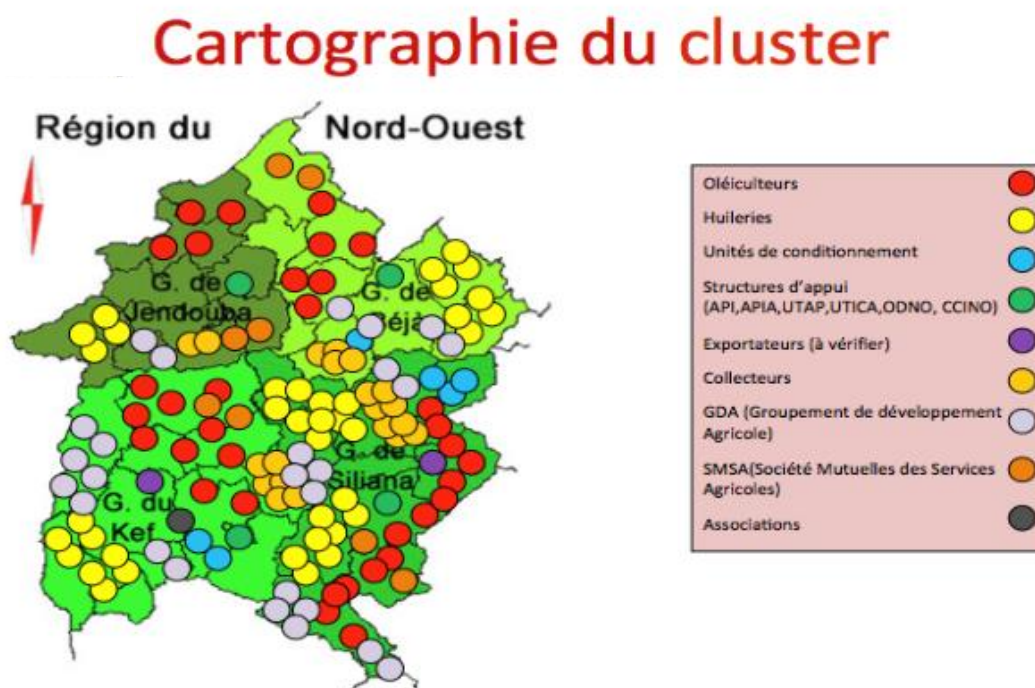 Cartographie du cluster
Région du Nord-Ouest
G. de
Jendouba
G. de
Béjà
G. de
Siliana
G. du
Kef
Oléiculteurs
Huileries
Unités de conditionnement
Structures d'appui
(API,APIA,UTAP,UTICA,ODNO, CCINO)
Exportateurs (à vérifier)
Collecteurs
GDA (Groupement de développement
Agricole)
SMSA(Société Mutuelles des Services
Agricoles)
Associations